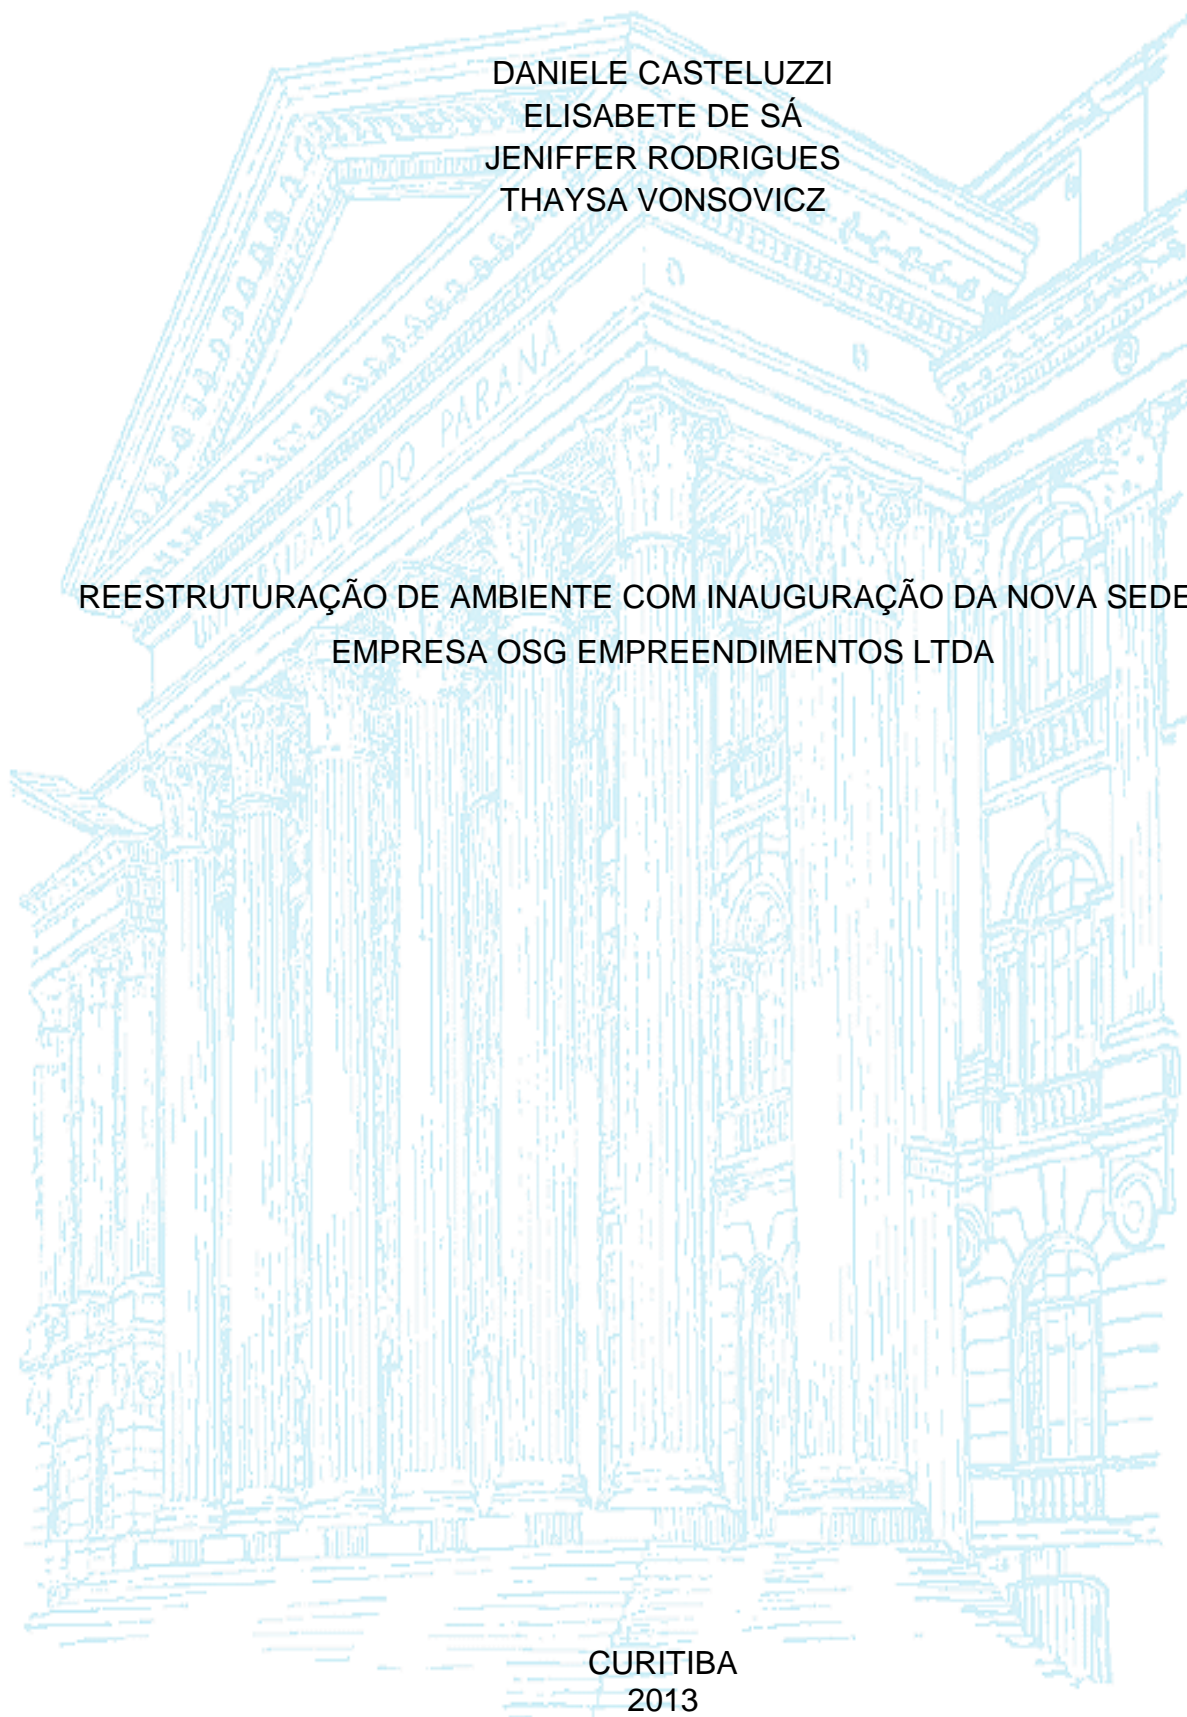 DANIELE CASTELUZZI
ELISABETE DE SÁ
JENIFFER RODRIGUES
THAYSA VONSOVICZ
UNIVERSIDADE DO PARANÁ
REESTRUTURAÇÃO DE AMBIENTE COM INAUGURAÇÃO DA NOVA SEDE
EMPRESA OSG EMPREENDIMENTOS LTDA
CURITIBA
2013